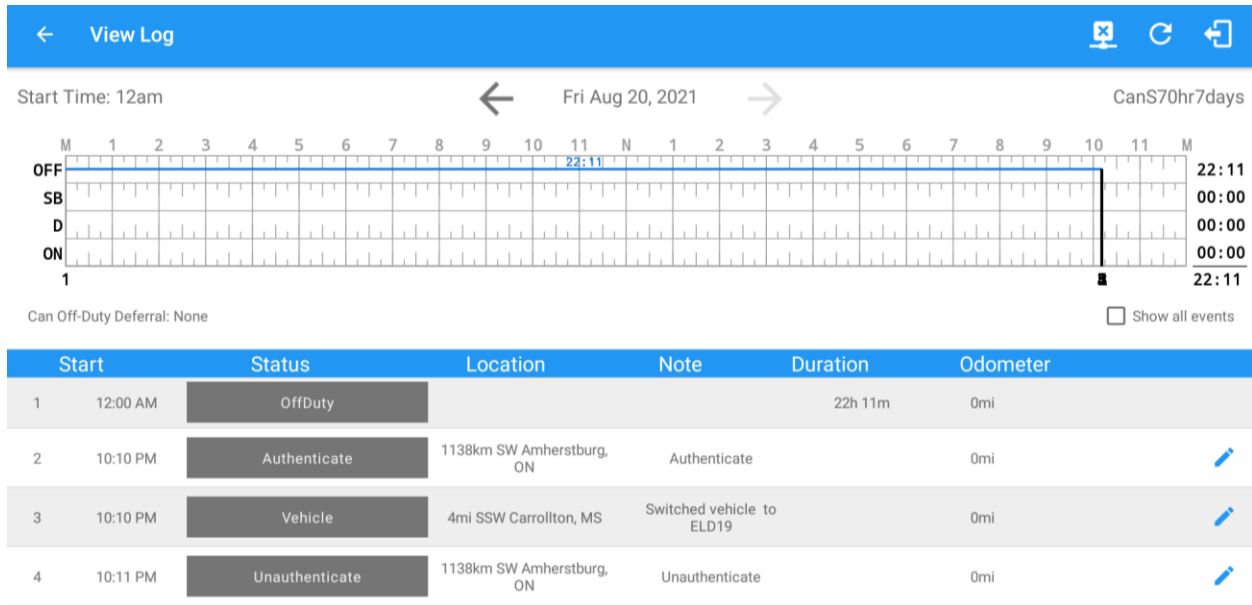 View Log
Start Time: 12am
Fri Aug 20, 2021
CanS70hr7days
M 1 2 3 4 5 6 7 8 9 10 11 N 1 2 3 4 5 6 7 8 9 10 11 M
OFF 22:11 22:11
SB 00:00
D 00:00
ON 00:00
1 22:11
Can Off-Duty Deferral: None
Show all events
Start Status Location Note Duration Odometer
1 12:00 AM OffDuty 22h 11m 0mi
2 10:10 PM Authenticate 1138km SW Amherstburg, Authenticate 0mi
ON
3 10:10 PM Vehicle 4mi SSW Carrollton, MS Switched vehicle to 0mi
ELD19
4 10:11 PM Unauthenticate 1138km SW Amherstburg, Unauthenticate 0mi
ON